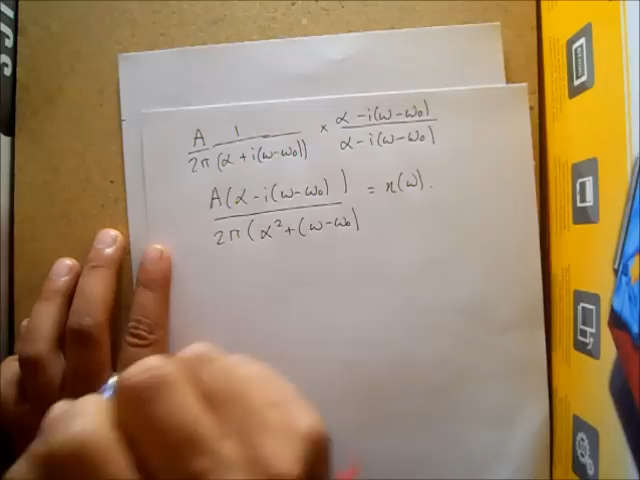 A/2π 1/(α + i(ω-ω₀)) × α - i(ω-ω₀)/α - i(ω-ω₀)
A(α - i(ω-ω₀))/2π(α² + (ω-ω₀) = x(ω).